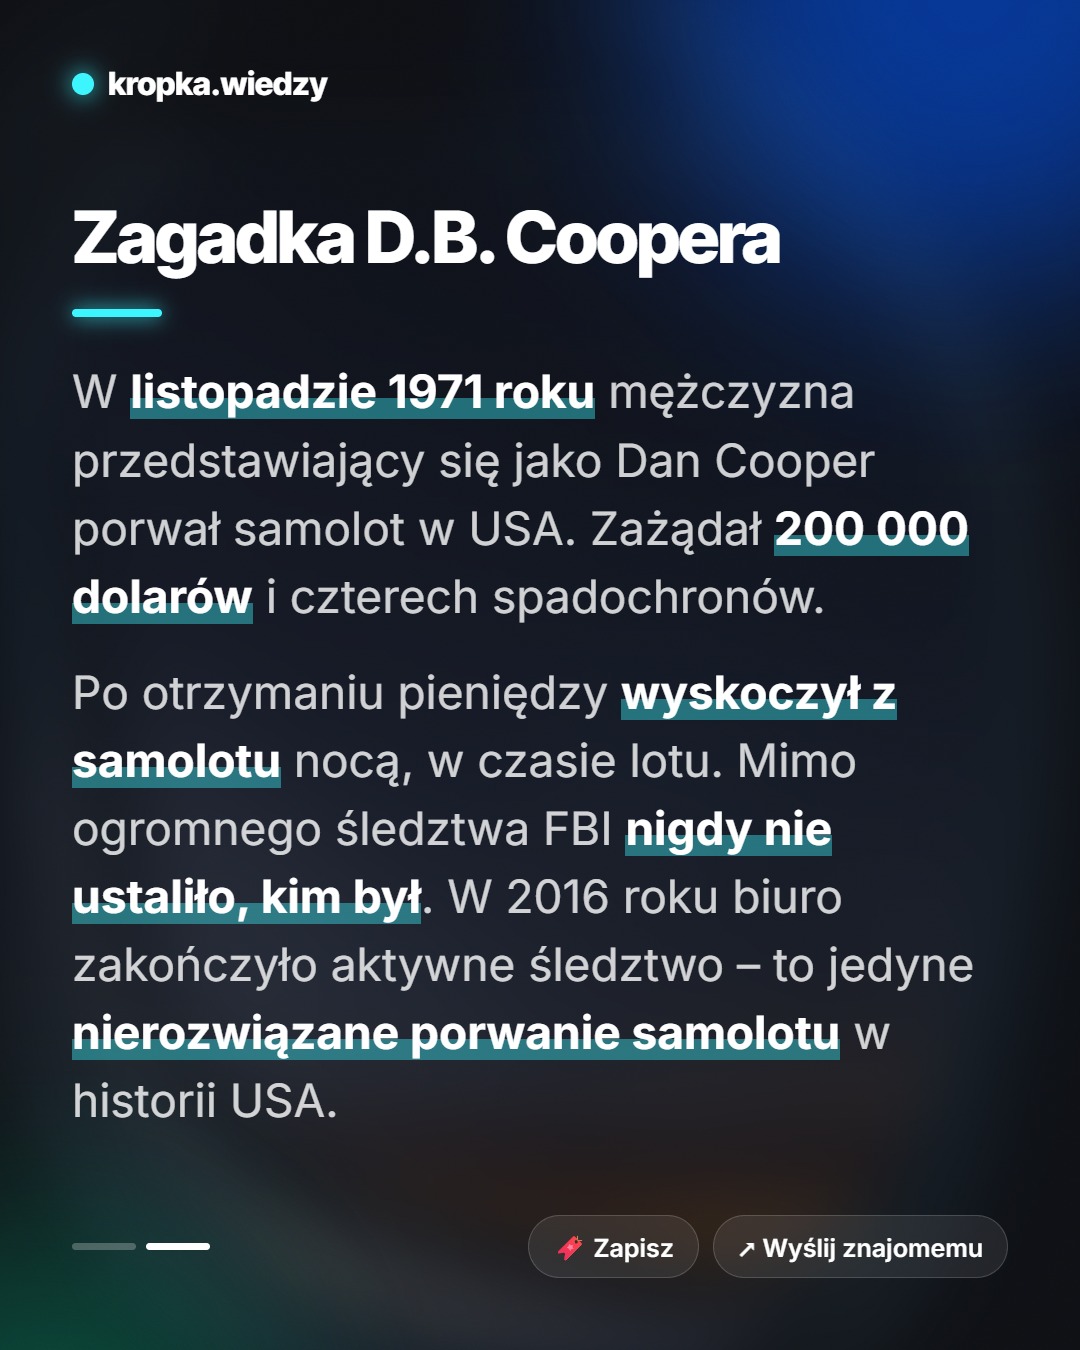 kropka.wiedzy
Zagadka D.B. Coopera
W listopadzie 1971 roku mężczyzna
przedstawiający się jako Dan Cooper
porwał samolot w USA. Zażądał 200 000
dolarów i czterech spadochronów.
Po otrzymaniu pieniędzy wyskoczył z
samolotu nocą, w czasie lotu. Mimo
ogromnego śledztwa FBI nigdy nie
ustaliło, kim był. W 2016 roku biuro
zakończyło aktywne śledztwo – to jedyne
nierozwiązane porwanie samolotu w
historii USA.
Zapisz
↗ Wyślij znajomemu